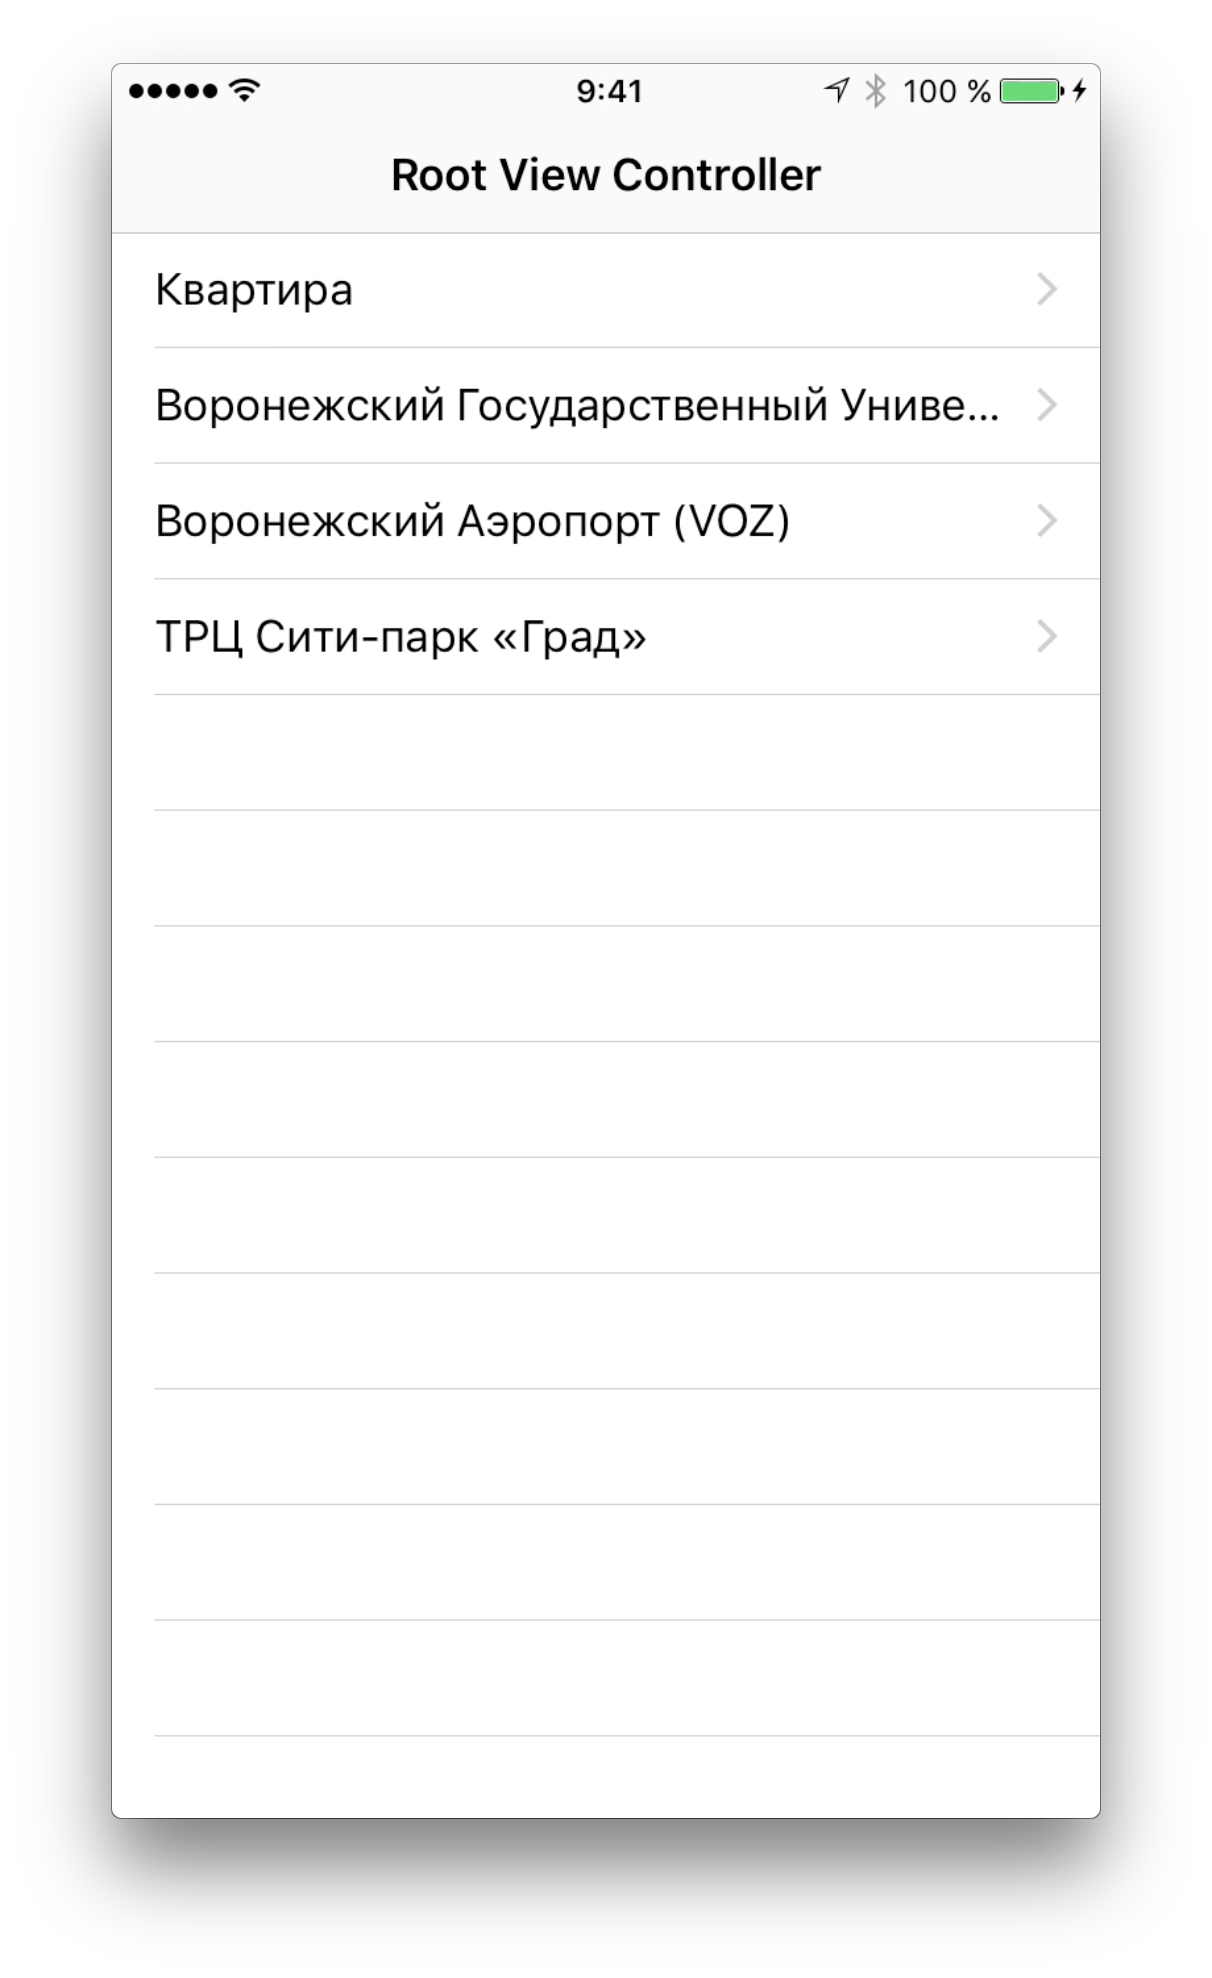 9:41 100 %
Root View Controller
Квартира
Воронежский Государственный Униве...
Воронежский Аэропорт (VOZ)
ТРЦ Сити-парк «Град»